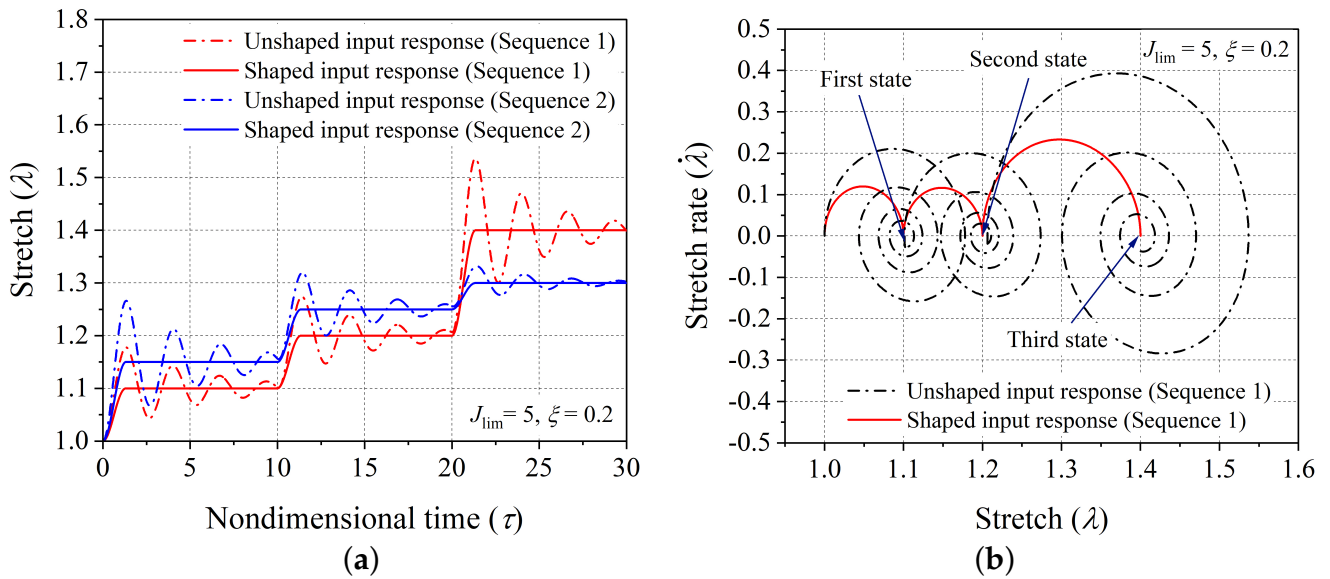 1.8
1.7
1.6
1.5
1.4
1.3
1.2
1.1
1.0
Stretch (λ)
Unshaped input response (Sequence 1)
Shaped input response (Sequence 1)
Unshaped input response (Sequence 2)
Shaped input response (Sequence 2)
J_lim = 5, ξ = 0.2
0 5 10 15 20 25 30
Nondimensional time (τ)
(a)
0.5
0.4
0.3
0.2
0.1
0.0
-0.1
-0.2
-0.3
-0.4
-0.5
Stretch rate (λ̇)
J_lim = 5, ξ = 0.2
Second state
First state
Third state
Unshaped input response (Sequence 1)
Shaped input response (Sequence 1)
1.0 1.1 1.2 1.3 1.4 1.5 1.6
Stretch (λ)
(b)